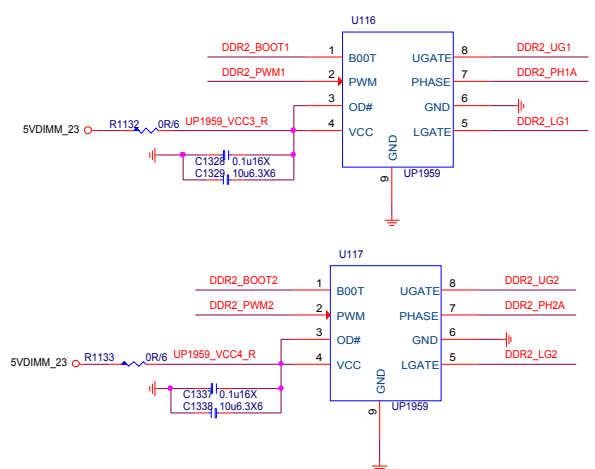 U116
DDR2_BOOT1 1 B00T UGATE 8 DDR2_UG1
DDR2_PWM1 2 PWM PHASE 7 DDR2_PH1A
3 OD# GND 6
5VDIMM_23 R1132 0R/6 UP1959_VCC3_R 4 VCC LGATE 5 DDR2_LG1
GND
C1328 0.1u16X
C1329 10u6.3X6
9 UP1959
U117
DDR2_BOOT2 1 B00T UGATE 8 DDR2_UG2
DDR2_PWM2 2 PWM PHASE 7 DDR2_PH2A
3 OD# GND 6
5VDIMM_23 R1133 0R/6 UP1959_VCC4_R 4 VCC LGATE 5 DDR2_LG2
GND
C1337 0.1u16X
C1338 10u6.3X6
9 UP1959